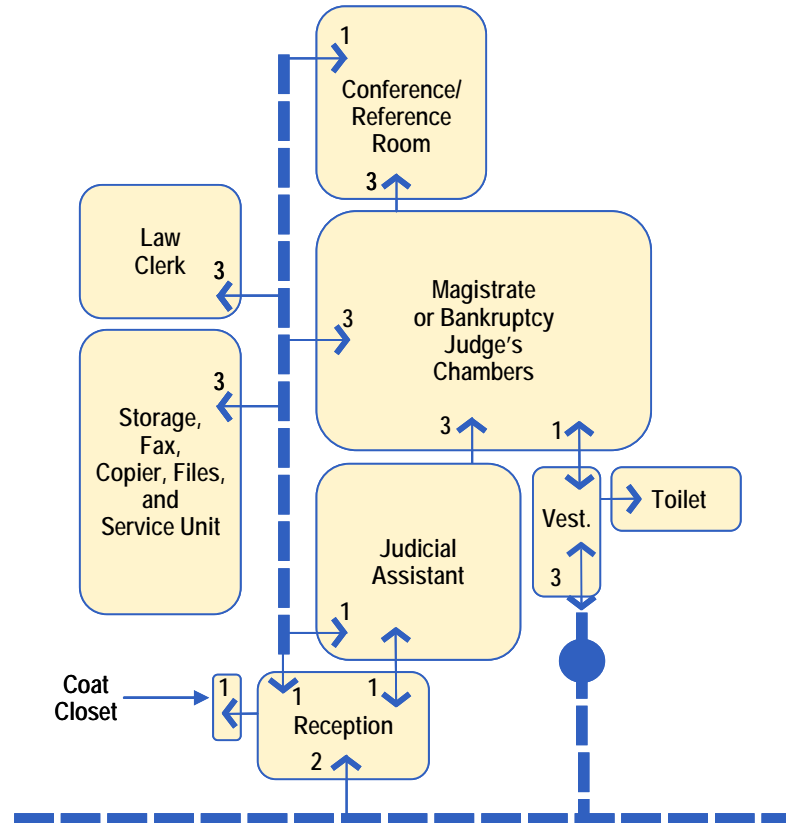 1
Conference/
Reference
Room
3
Law
Clerk
3
Magistrate
or Bankruptcy
Judge's
Chambers
3
3
1
3
Storage,
Fax,
Copier, Files,
and
Service Unit
Vest.
3
Toilet
Judicial
Assistant
1
1
Coat
Closet
1
1
Reception
2